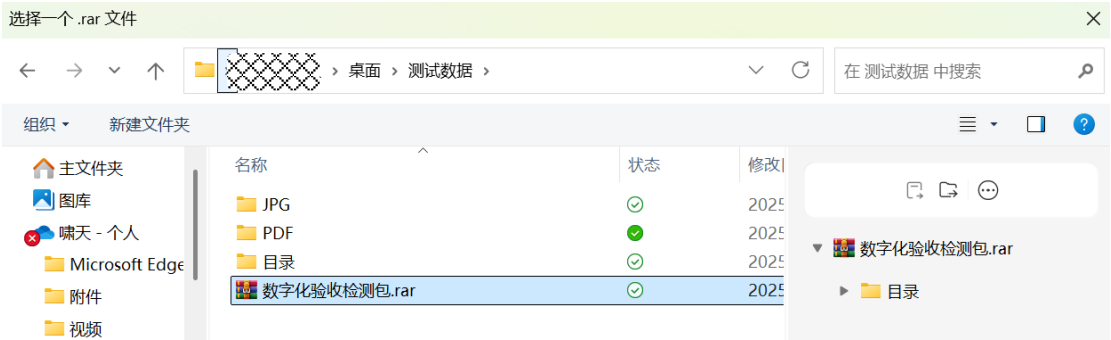 选择一个 .rar 文件
桌面 › 测试数据 ›
在 测试数据 中搜索
组织 新建文件夹
主文件夹
图库
啸天 - 个人
Microsoft Edge
附件
视频
名称 状态 修改
JPG 2025
PDF 2025
目录 2025
数字化验收检测包.rar 2025
数字化验收检测包.rar
目录